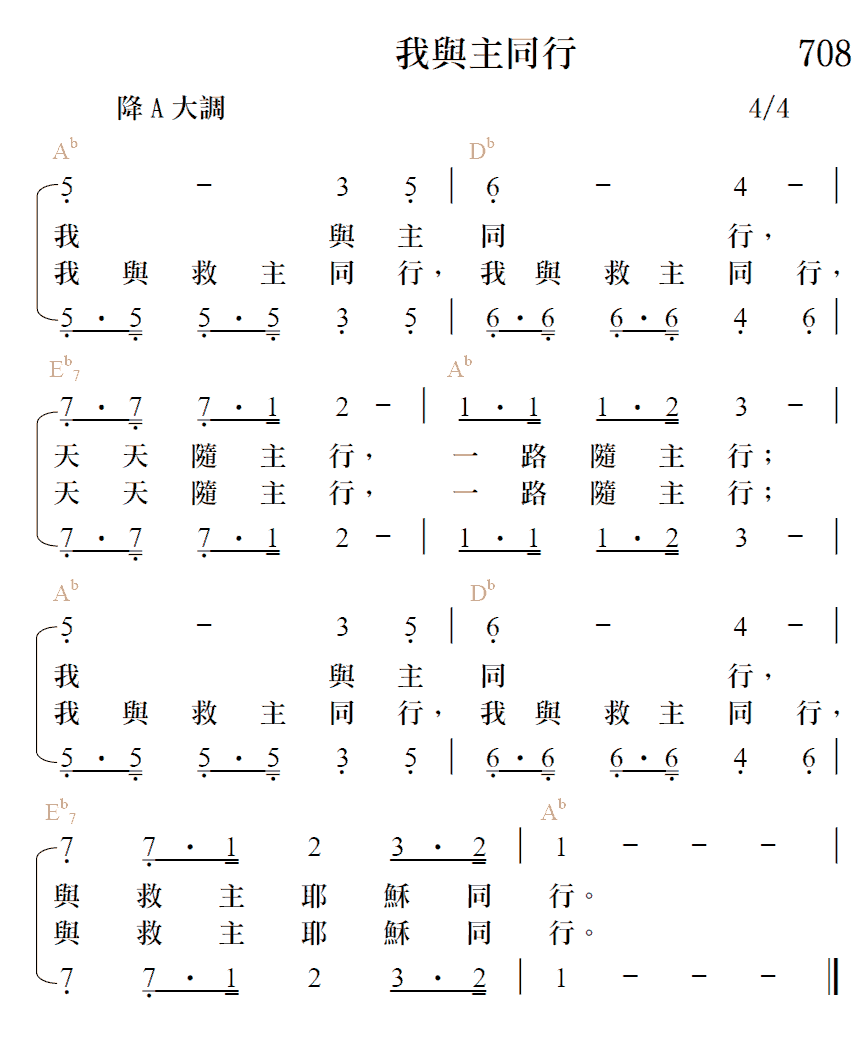 我與主同行 708
降 A 大調 4/4
A♭ D♭
5̣ － 3 5̣ | 6̣ － 4 － |
我 與 主 同 行，
我 與 救 主 同 行，我 與 救 主 同 行，
5̣ · 5̣ 5̣ · 5̣ 3̣ 5̣ | 6̣ · 6̣ 6̣ · 6̣ 4̣ 6̣ |
E♭7 A♭
7̣ · 7̣ 7̣ · 1 2 － | 1 · 1 1 · 2 3 － |
天 天 隨 主 行， 一 路 隨 主 行；
天 天 隨 主 行， 一 路 隨 主 行；
7̣ · 7̣ 7̣ · 1 2 － | 1 · 1 1 · 2 3 － |
A♭ D♭
5̣ － 3 5̣ | 6̣ － 4 － |
我 與 主 同 行，
我 與 救 主 同 行，我 與 救 主 同 行，
5̣ · 5̣ 5̣ · 5̣ 3̣ 5̣ | 6̣ · 6̣ 6̣ · 6̣ 4̣ 6̣ |
E♭7 A♭
7̣ 7̣ · 1 2 3 · 2 | 1 － － － |
與 救 主 耶 穌 同 行。
與 救 主 耶 穌 同 行。
7̣ 7̣ · 1 2 3 · 2 | 1 － － － ‖